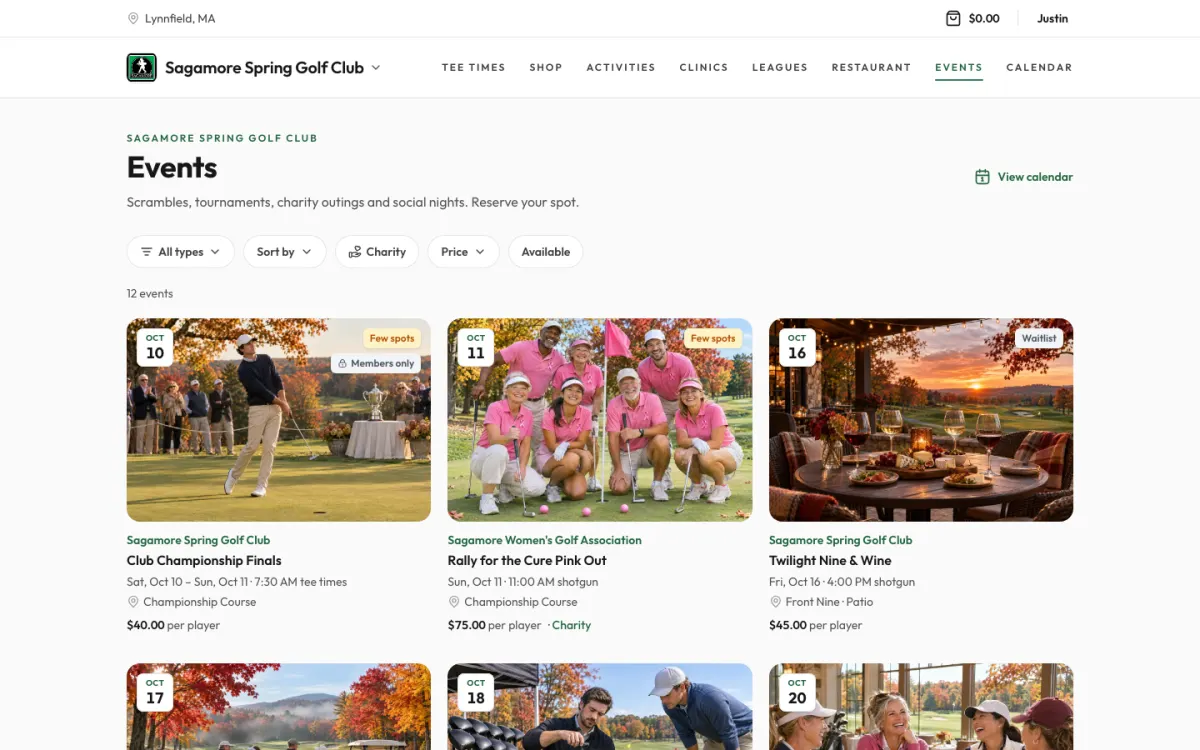 Lynnfield, MA
$0.00
Justin
Sagamore Spring Golf Club
TEE TIMES
SHOP
ACTIVITIES
CLINICS
LEAGUES
RESTAURANT
EVENTS
CALENDAR
SAGAMORE SPRING GOLF CLUB
Events
View calendar
Scrambles, tournaments, charity outings and social nights. Reserve your spot.
All types
Sort by
Charity
Price
Available
12 events
OCT
10
Few spots
Members only
OCT
11
Few spots
OCT
16
Waitlist
Sagamore Spring Golf Club
Club Championship Finals
Sat, Oct 10 – Sun, Oct 11 · 7:30 AM tee times
Championship Course
$40.00 per player
Sagamore Women's Golf Association
Rally for the Cure Pink Out
Sun, Oct 11 · 11:00 AM shotgun
Championship Course
$75.00 per player · Charity
Sagamore Spring Golf Club
Twilight Nine & Wine
Fri, Oct 16 · 4:00 PM shotgun
Front Nine · Patio
$45.00 per player
OCT
17
OCT
18
OCT
20